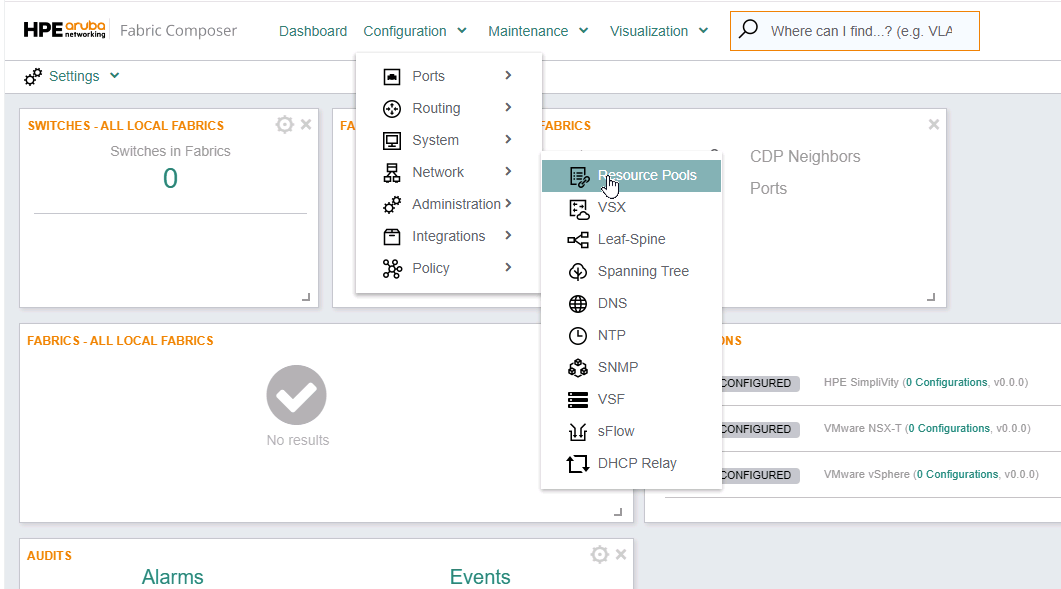 HPE aruba networking Fabric Composer
Dashboard
Configuration
Maintenance
Visualization
Where can I find...? (e.g. VLA
Settings
Ports
Routing
System
Network
Administration
Integrations
Policy
Resource Pools
VSX
Leaf-Spine
Spanning Tree
DNS
NTP
SNMP
VSF
sFlow
DHCP Relay
SWITCHES - ALL LOCAL FABRICS
Switches in Fabrics
0
FA
FABRICS
CDP Neighbors
Ports
FABRICS - ALL LOCAL FABRICS
No results
ONS
CONFIGURED HPE SimpliVity (0 Configurations, v0.0.0)
CONFIGURED VMware NSX-T (0 Configurations, v0.0.0)
CONFIGURED VMware vSphere (0 Configurations, v0.0.0)
AUDITS
Alarms
Events